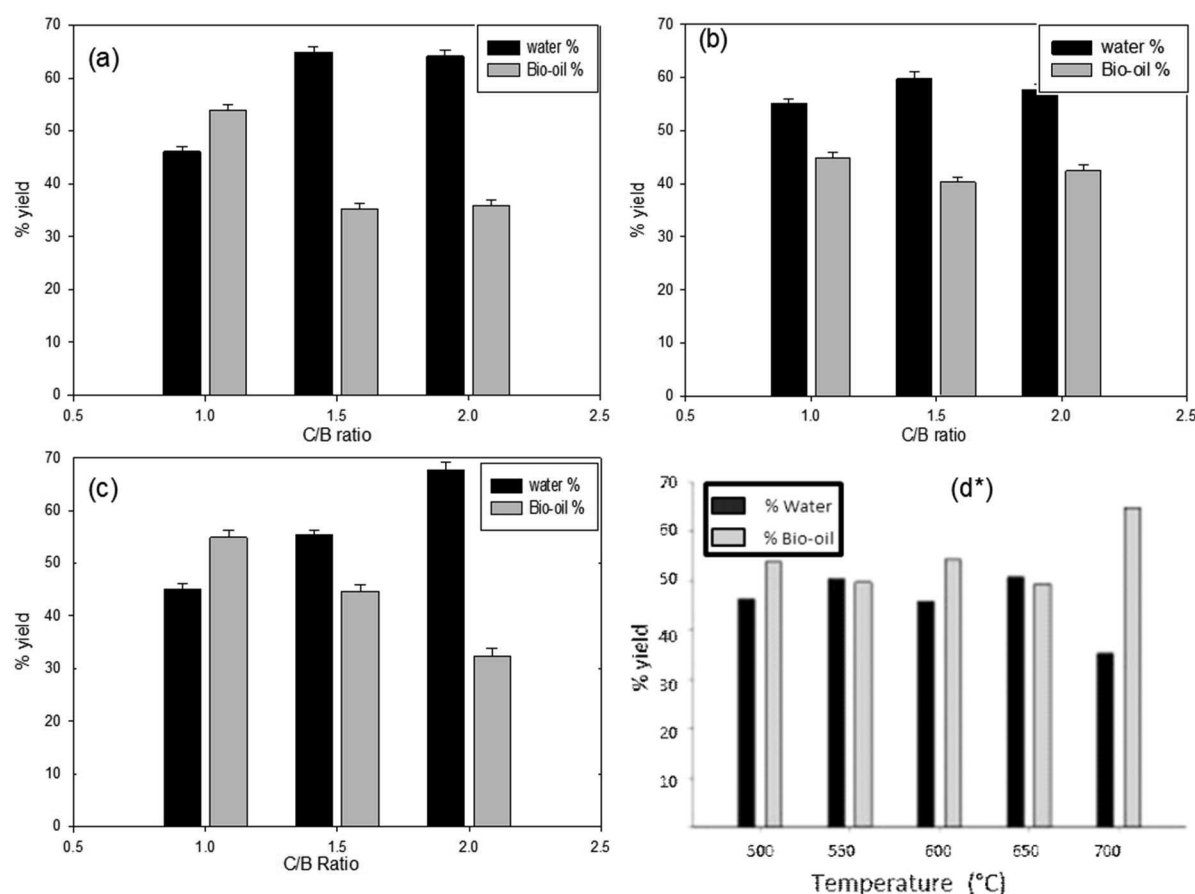 (a)
water %
Bio-oil %
% yield
70
60
50
40
30
20
10
0
0.5 1.0 1.5 2.0 2.5
C/B ratio
(b)
water %
Bio-oil %
% yield
70
60
50
40
30
20
10
0
0.5 1.0 1.5 2.0 2.5
C/B ratio
(c)
water %
Bio-oil %
% yield
70
60
50
40
30
20
10
0
0.5 1.0 1.5 2.0 2.5
C/B Ratio
(d*)
% Water
% Bio-oil
% yield
70
60
50
40
30
20
10
500 550 600 650 700
Temperature (°C)